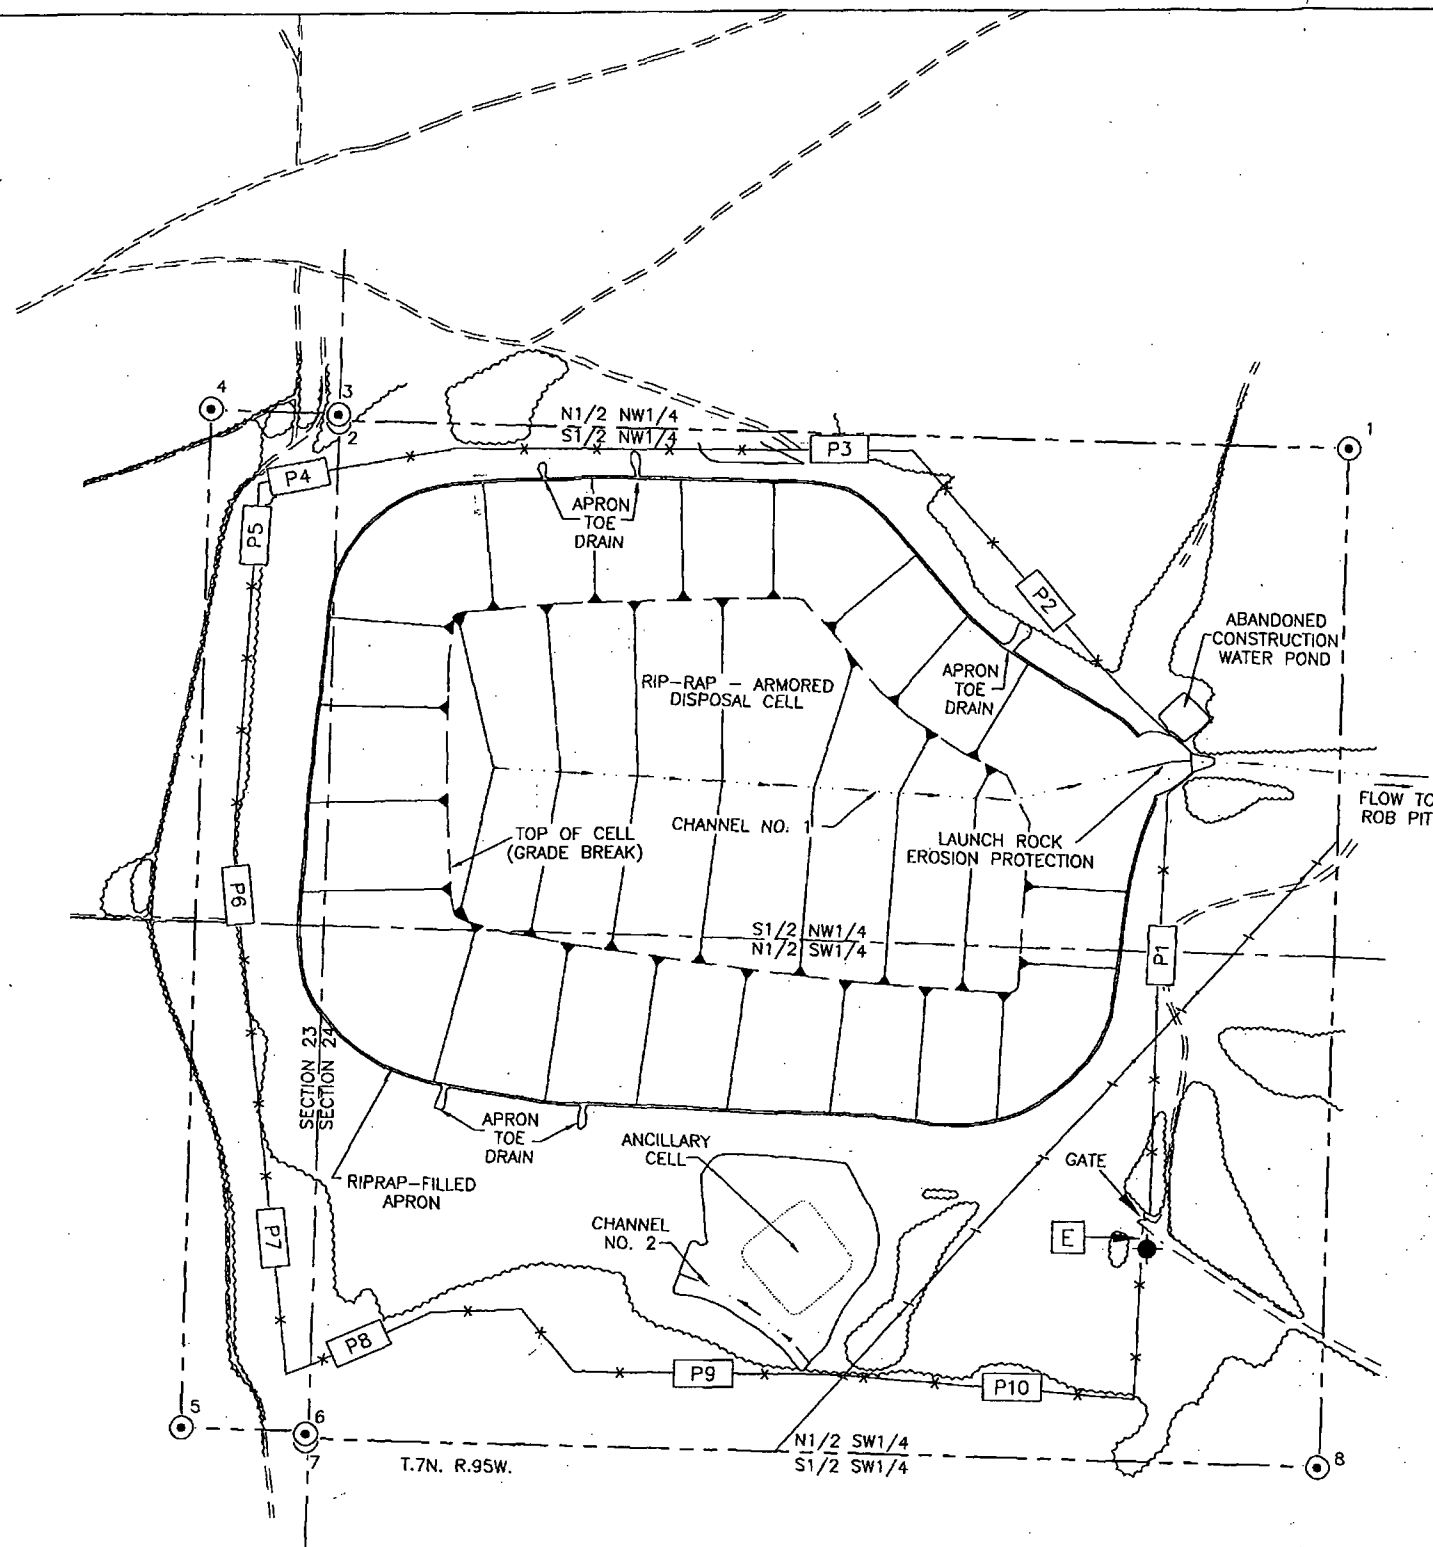 4
3
2
1
N1/2 NW1/4
S1/2 NW1/4
P3
P4
P5
APRON
TOE
DRAIN
P2
ABANDONED
CONSTRUCTION
WATER POND
RIP-RAP - ARMORED
DISPOSAL CELL
APRON
TOE
DRAIN
FLOW TO
ROB PIT
CHANNEL NO. 1
TOP OF CELL
(GRADE BREAK)
LAUNCH ROCK
EROSION PROTECTION
P6
S1/2 NW1/4
N1/2 SW1/4
P1
SECTION 23
SECTION 24
APRON
TOE
DRAIN
ANCILLARY
CELL
GATE
RIPRAP-FILLED
APRON
CHANNEL
NO. 2
E
P7
P8
P9
P10
5
6
7
N1/2 SW1/4
S1/2 SW1/4
8
T.7N. R.95W.